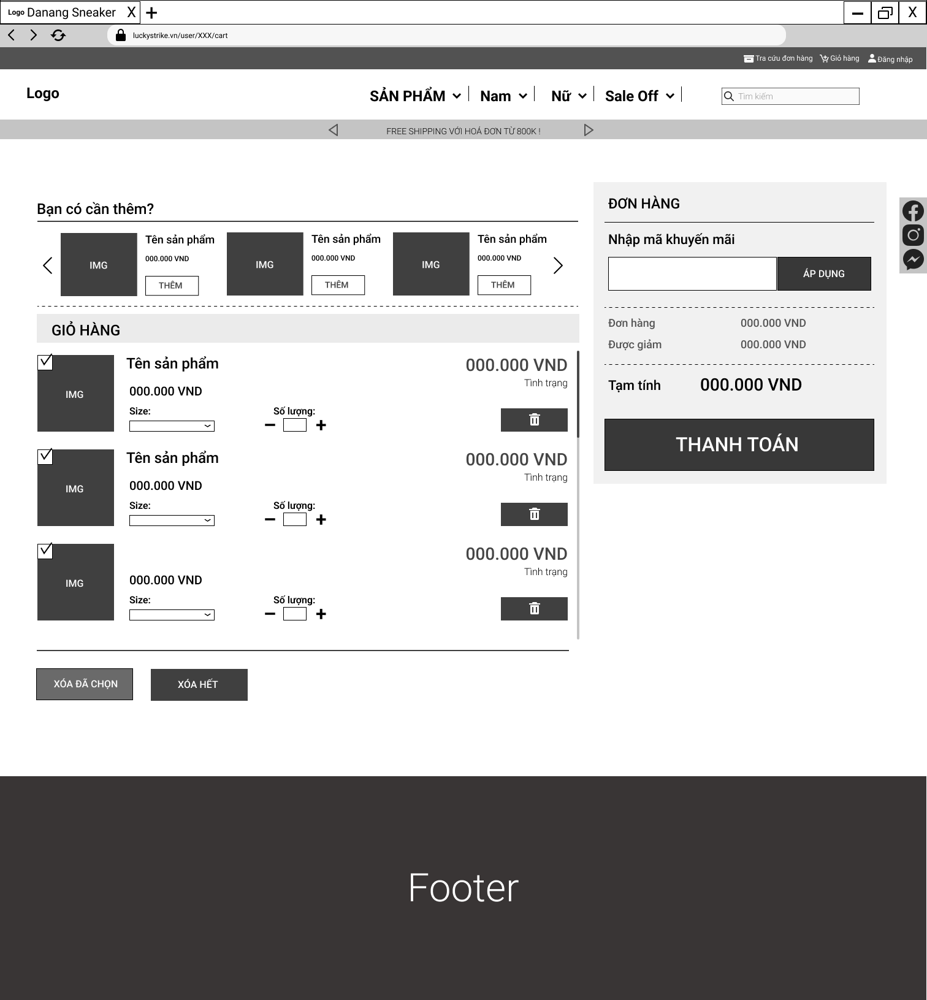 Logo Danang Sneaker X
X
luckystrike.vn/user/XXX/cart
Tra cứu đơn hàng Giỏ hàng Đăng nhập
Logo
SẢN PHẨM Nam Nữ Sale Off
Tìm kiếm
FREE SHIPPING VỚI HOÁ ĐƠN TỪ 800K !
Bạn có cần thêm?
IMG
Tên sản phẩm
000.000 VND
THÊM
IMG
Tên sản phẩm
000.000 VND
THÊM
IMG
Tên sản phẩm
000.000 VND
THÊM
GIỎ HÀNG
IMG
Tên sản phẩm
000.000 VND
000.000 VND
Tình trạng
Size:
Số lượng:
IMG
Tên sản phẩm
000.000 VND
000.000 VND
Tình trạng
Size:
Số lượng:
IMG
000.000 VND
000.000 VND
Tình trạng
Size:
Số lượng:
XÓA ĐÃ CHỌN
XÓA HẾT
ĐƠN HÀNG
Nhập mã khuyến mãi
ÁP DỤNG
Đơn hàng 000.000 VND
Được giảm 000.000 VND
Tạm tính 000.000 VND
THANH TOÁN
Footer